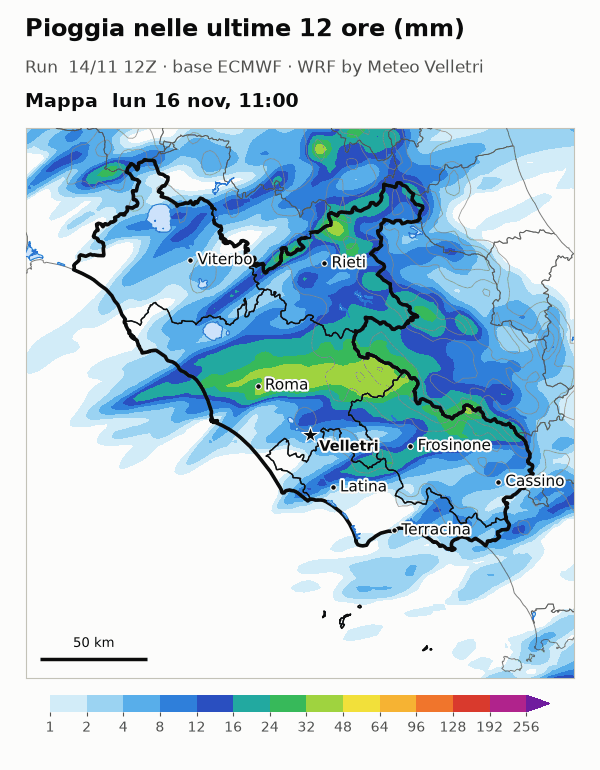 Pioggia nelle ultime 12 ore (mm)
Run 14/11 12Z · base ECMWF · WRF by Meteo Velletri
Mappa lun 16 nov, 11:00
Viterbo
Rieti
Roma
Velletri
Frosinone
Latina
Cassino
Terracina
50 km
1 2 4 8 12 16 24 32 48 64 96 128 192 256